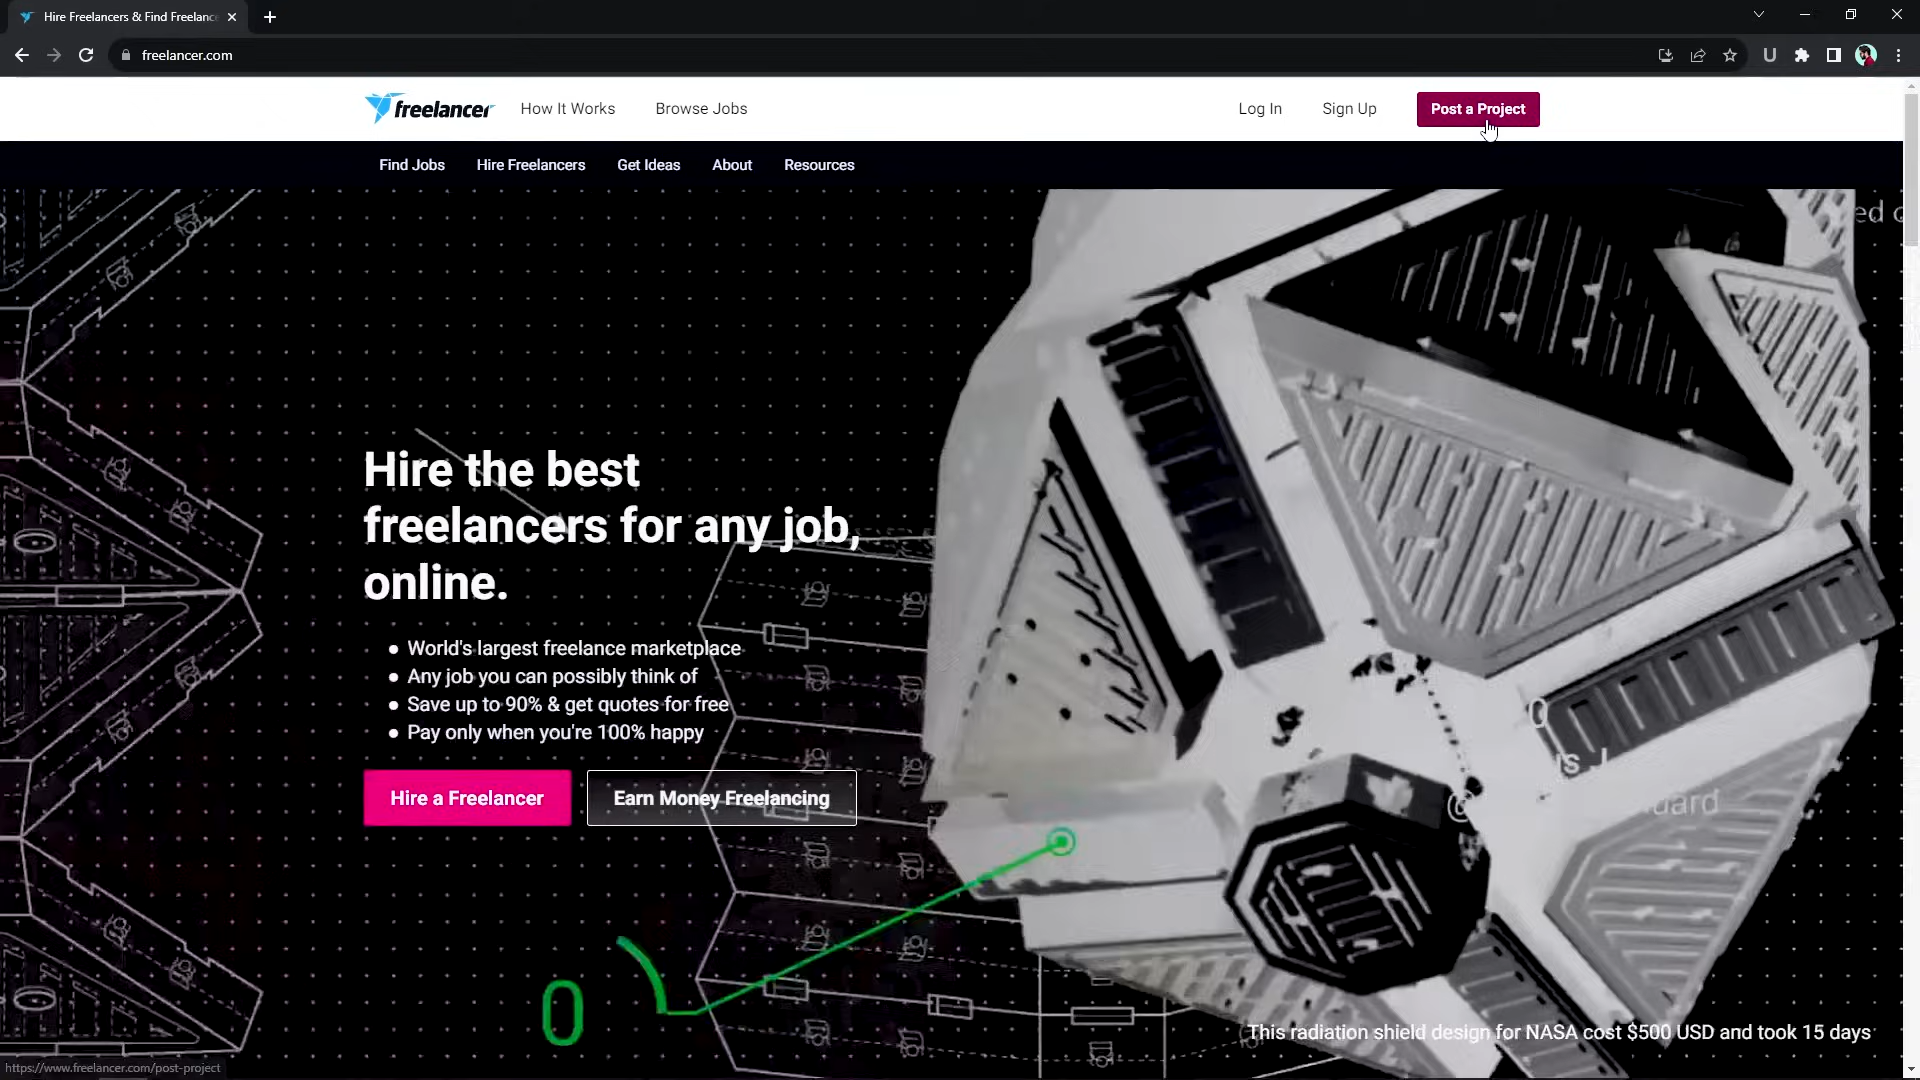 Hire Freelancers & Find Freelance
freelancer.com
U
freelancer
How It Works
Browse Jobs
Log In
Sign Up
Post a Project
Find Jobs
Hire Freelancers
Get Ideas
About
Resources
Hire the best
freelancers for any job,
online.
World's largest freelance marketplace
Any job you can possibly think of
Save up to 90% & get quotes for free
Pay only when you're 100% happy
Hire a Freelancer
Earn Money Freelancing
0
This radiation shield design for NASA cost $500 USD and took 15 days
https://www.freelancer.com/post-project